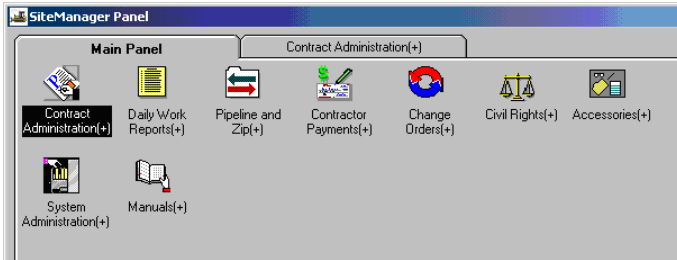 SiteManager Panel
Main Panel
Contract Administration(+)
Contract
Administration(+)
Daily Work
Reports(+)
Pipeline and
Zip(+)
Contractor
Payments(+)
Change
Orders(+)
Civil Rights(+)
Accessories(+)
System
Administration(+)
Manuals(+)